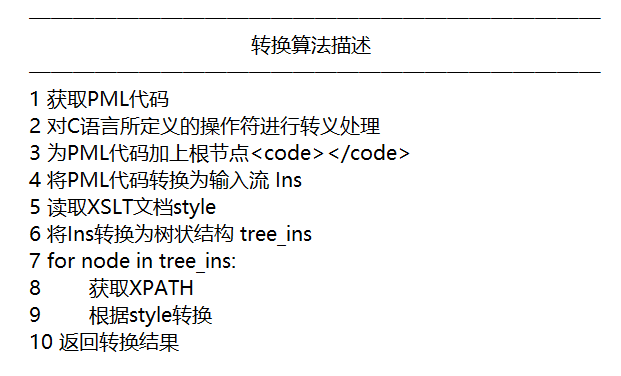 转换算法描述
1 获取PML代码
2 对C语言所定义的操作符进行转义处理
3 为PML代码加上根节点<code></code>
4 将PML代码转换为输入流 Ins
5 读取XSLT文档style
6 将Ins转换为树状结构 tree_ins
7 for node in tree_ins:
8 获取XPATH
9 根据style转换
10 返回转换结果